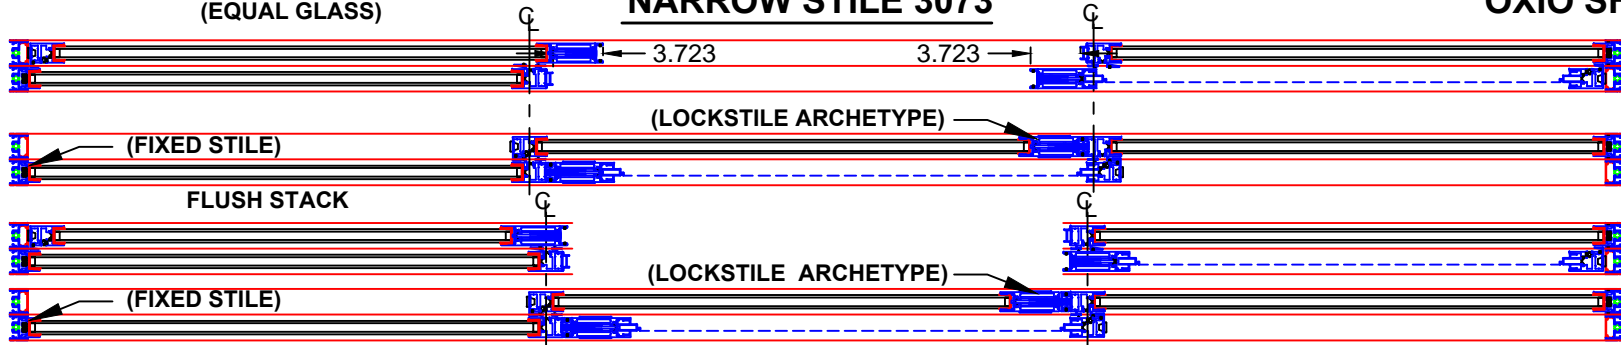 (EQUAL GLASS)
NARROW STILE 3073
OXIO
℄ ℄
3.723 3.723
(LOCKSTILE ARCHETYPE)
(FIXED STILE)
FLUSH STACK
℄ ℄
(LOCKSTILE ARCHETYPE)
(FIXED STILE)